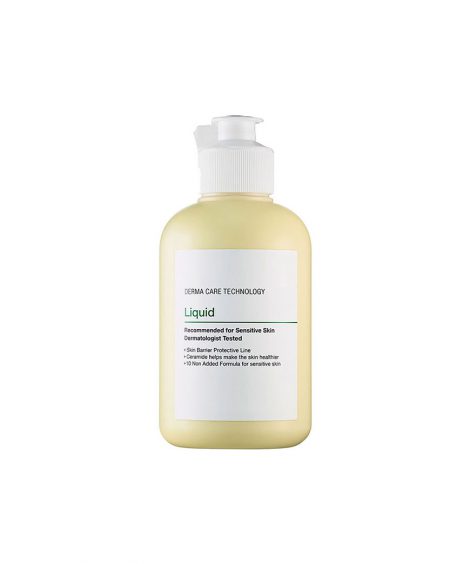 DERMA CARE TECHNOLOGY
Liquid
Recommended for Sensitive Skin
Dermatologist Tested
• Skin Barrier Protective Line
• Ceramide helps make the skin healthier
• 10 Non Added Formula for sensitive skin